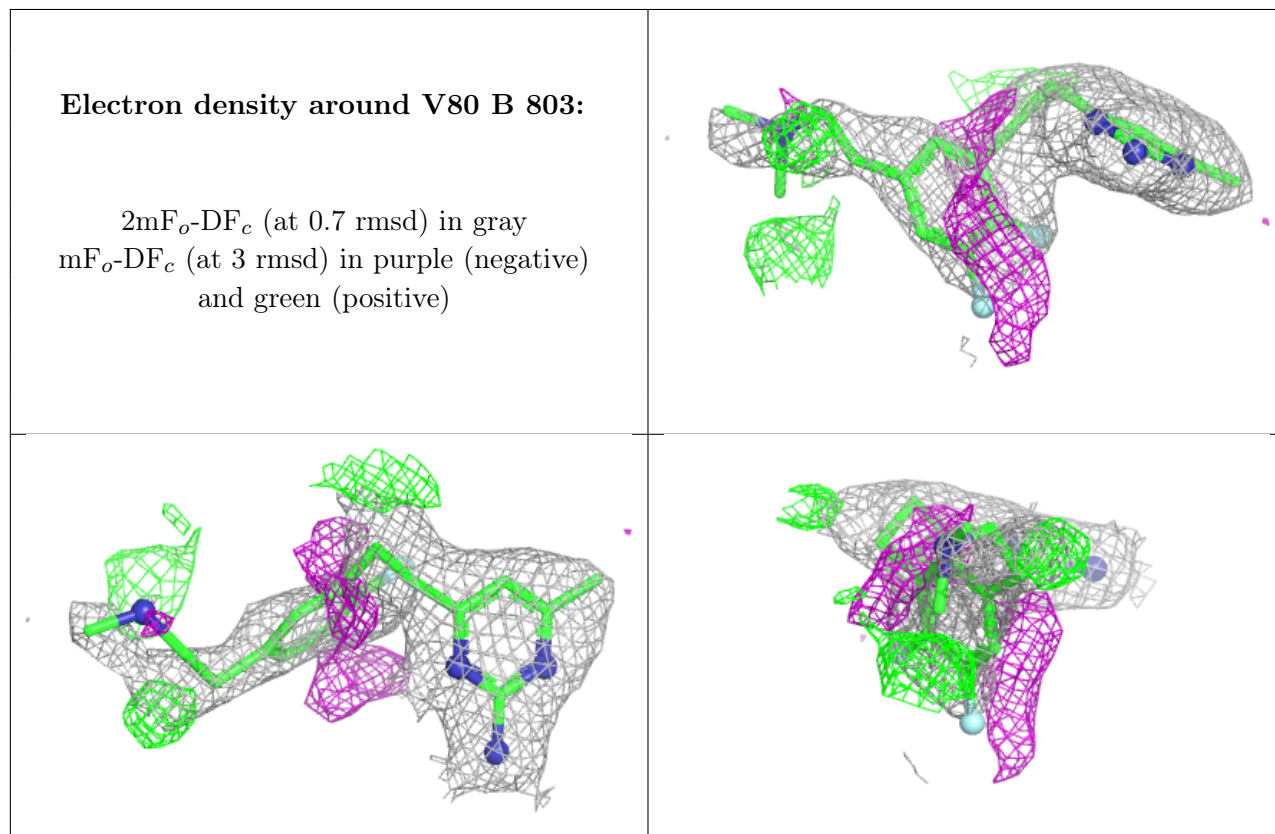 Electron density around V80 B 803:
2mFo-DFc (at 0.7 rmsd) in gray
mFo-DFc (at 3 rmsd) in purple (negative)
and green (positive)